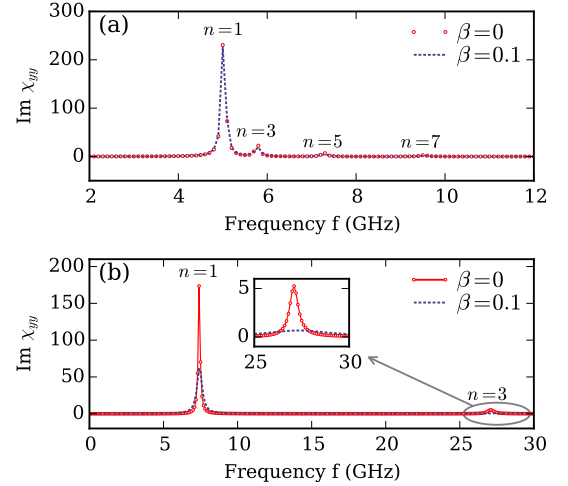 300
(a)
n=1
β=0
β=0.1
200
Im χyy
100
n=3
n=5
n=7
0
2 4 6 8 10 12
Frequency f (GHz)
200
(b)
n=1
β=0
β=0.1
150
5
Im χyy
100
0
25 30
50
n=3
0
0 5 10 15 20 25 30
Frequency f (GHz)